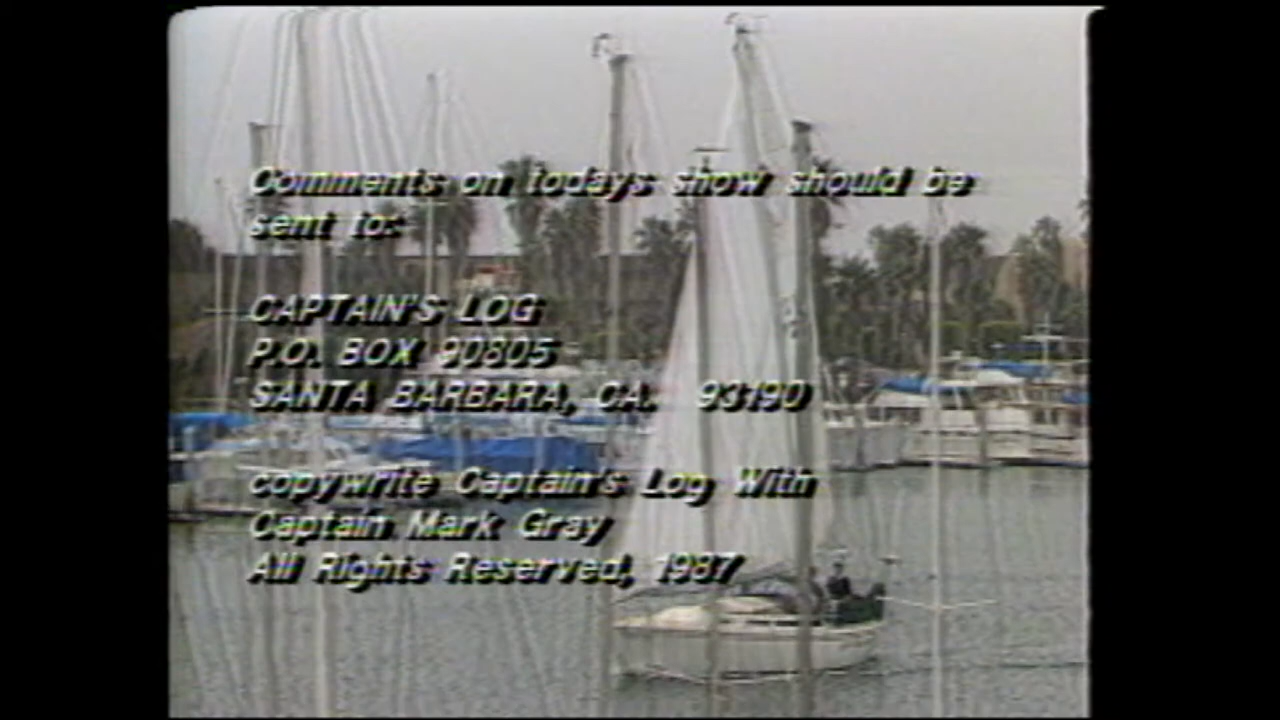 Comments on todays show should be
sent to:
CAPTAIN'S LOG
P.O. BOX 90805
SANTA BARBARA, CA. 93190
copywrite Captain's Log With
Captain Mark Gray
All Rights Reserved, 1987